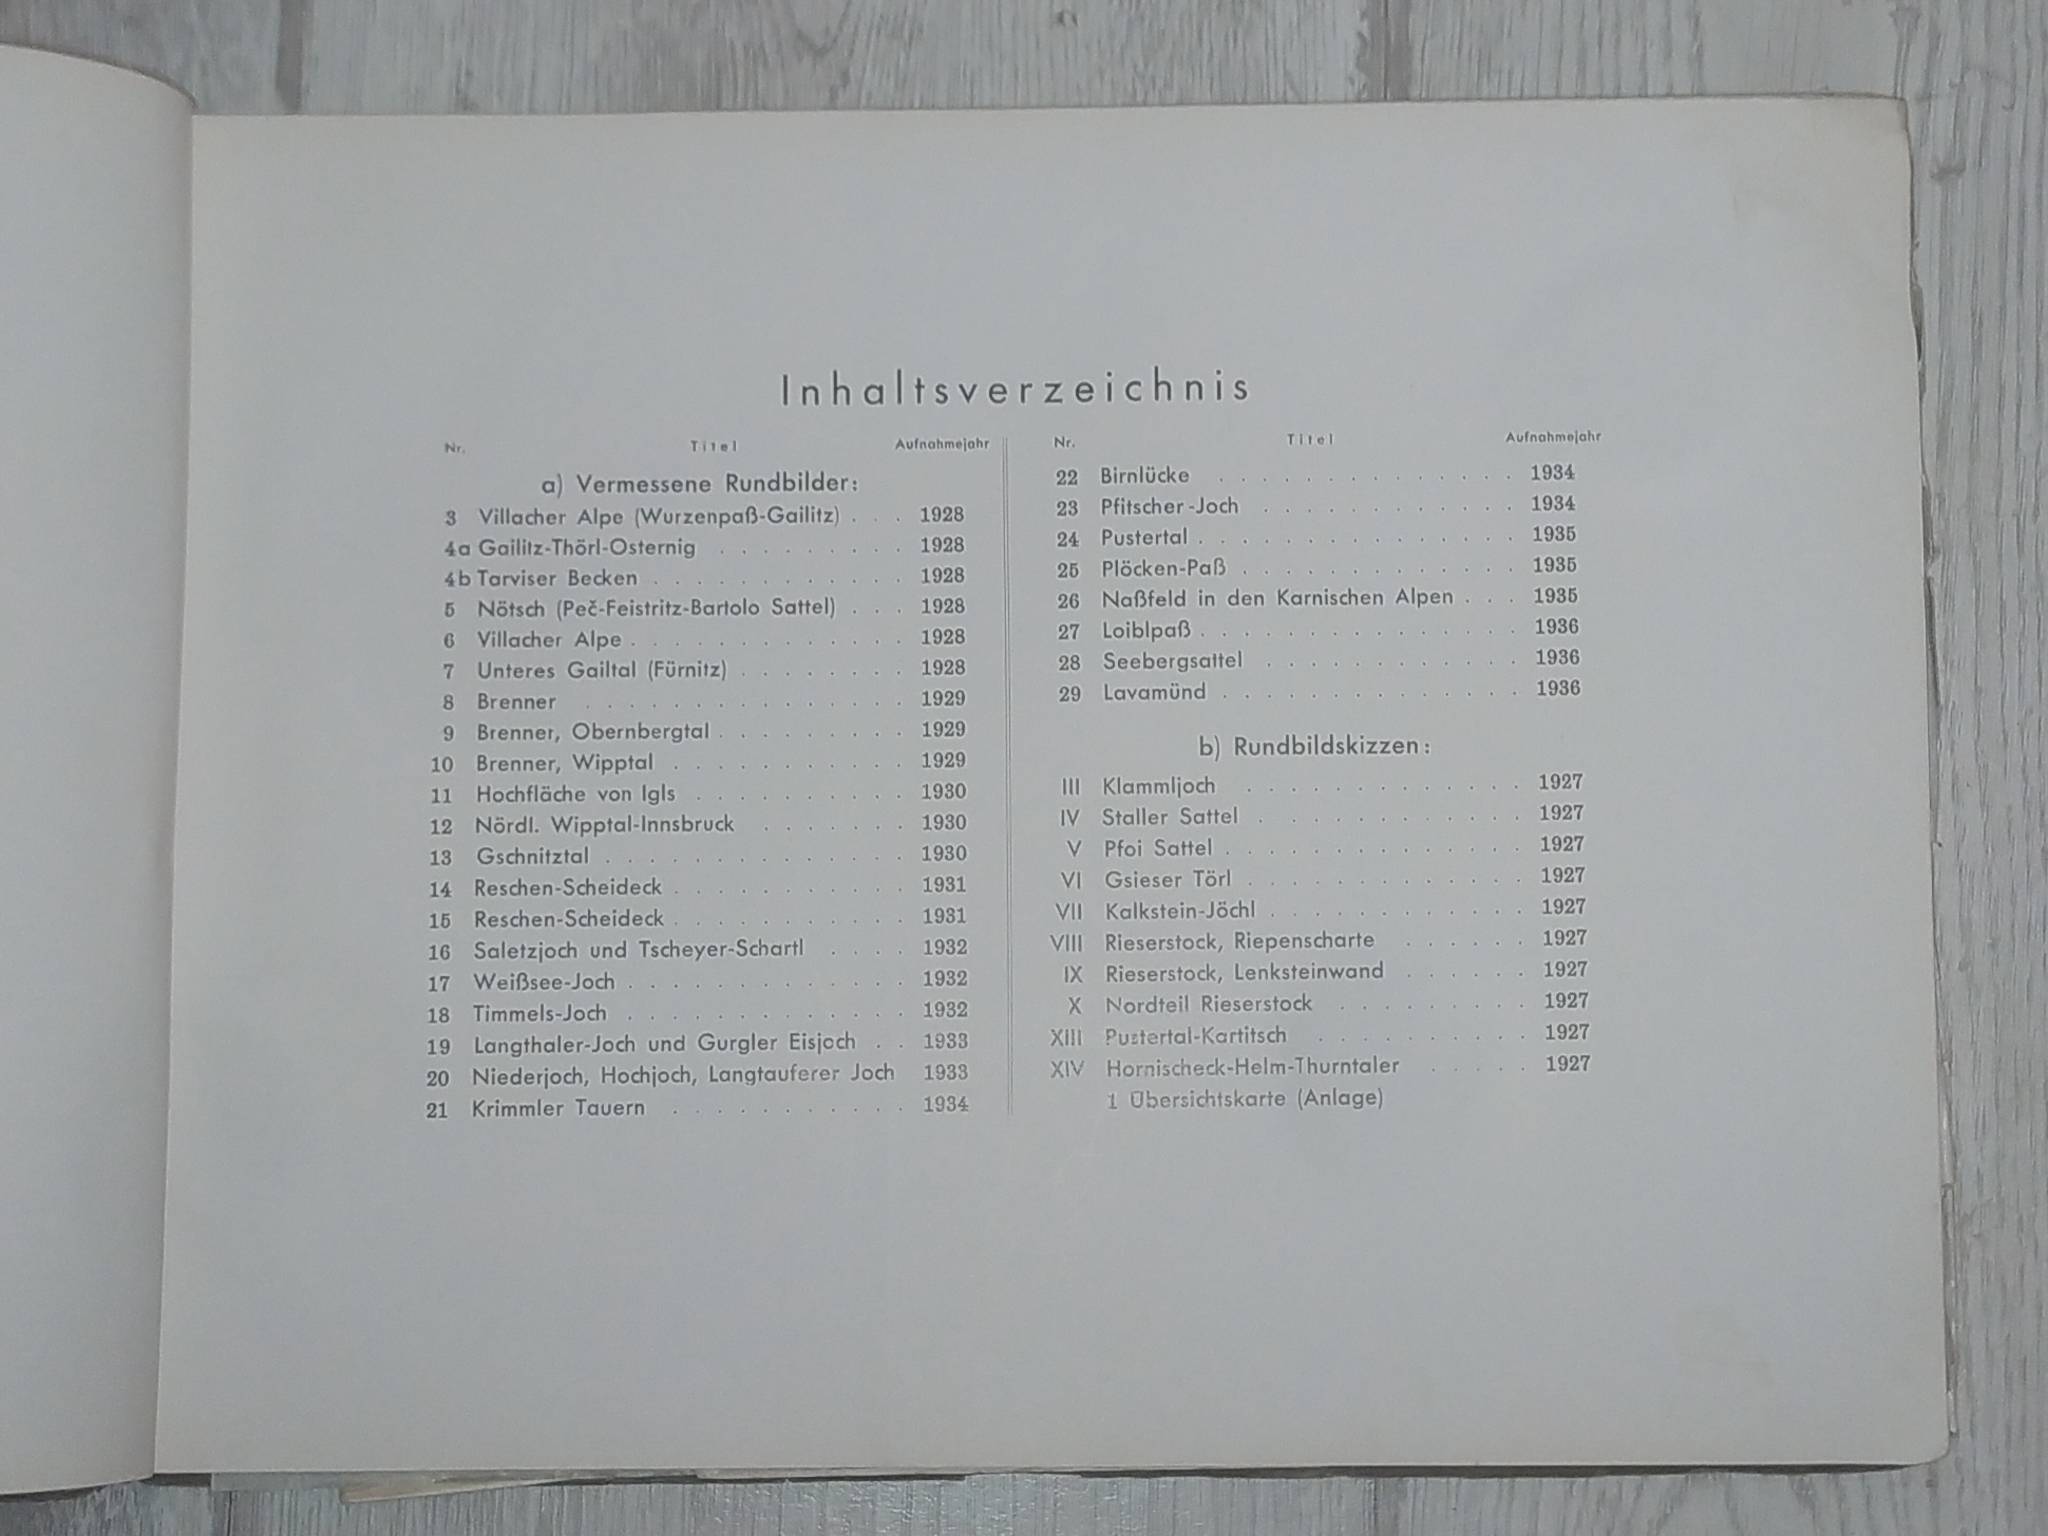 Inhaltsverzeichnis
Nr. Titel Aufnahmejahr
a) Vermessene Rundbilder:
3 Villacher Alpe (Wurzenpaß-Gailitz) . . . 1928
4a Gailitz-Thörl-Osternig . . . . . . . . . 1928
4b Tarviser Becken . . . . . . . . . . . . 1928
5 Nötsch (Peč-Feistritz-Bartolo Sattel) . . . 1928
6 Villacher Alpe . . . . . . . . . . . . . 1928
7 Unteres Gailtal (Fürnitz) . . . . . . . . 1928
8 Brenner . . . . . . . . . . . . . . . 1929
9 Brenner, Obernbergtal . . . . . . . . . 1929
10 Brenner, Wipptal . . . . . . . . . . . 1929
11 Hochfläche von Igls . . . . . . . . . . 1930
12 Nördl. Wipptal-Innsbruck . . . . . . . 1930
13 Gschnitztal . . . . . . . . . . . . . . 1930
14 Reschen-Scheideck . . . . . . . . . . . 1931
15 Reschen-Scheideck . . . . . . . . . . . 1931
16 Saletzjoch und Tscheyer-Schartl . . . . 1932
17 Weißsee-Joch . . . . . . . . . . . . . 1932
18 Timmels-Joch . . . . . . . . . . . . . 1932
19 Langthaler-Joch und Gurgler Eisjoch . . 1933
20 Niederjoch, Hochjoch, Langtauferer Joch 1933
21 Krimmler Tauern . . . . . . . . . . . 1934
Nr. Titel Aufnahmejahr
22 Birnlücke . . . . . . . . . . . . . . 1934
23 Pfitscher-Joch . . . . . . . . . . . . 1934
24 Pustertal . . . . . . . . . . . . . . . 1935
25 Plöcken-Paß . . . . . . . . . . . . . 1935
26 Naßfeld in den Karnischen Alpen . . . 1935
27 Loiblpaß . . . . . . . . . . . . . . . 1936
28 Seebergsattel . . . . . . . . . . . . 1936
29 Lavamünd . . . . . . . . . . . . . . 1936
b) Rundbildskizzen:
III Klammljoch . . . . . . . . . . . . . 1927
IV Staller Sattel . . . . . . . . . . . . 1927
V Pfoi Sattel . . . . . . . . . . . . . . 1927
VI Gsieser Törl . . . . . . . . . . . . . 1927
VII Kalkstein-Jöchl . . . . . . . . . . . . 1927
VIII Rieserstock, Riepenscharte . . . . . . 1927
IX Rieserstock, Lenksteinwand . . . . . . 1927
X Nordteil Rieserstock . . . . . . . . . 1927
XIII Pustertal-Kartitsch . . . . . . . . . . 1927
XIV Hornischeck-Helm-Thurntaler . . . . . 1927
1 Übersichtskarte (Anlage)